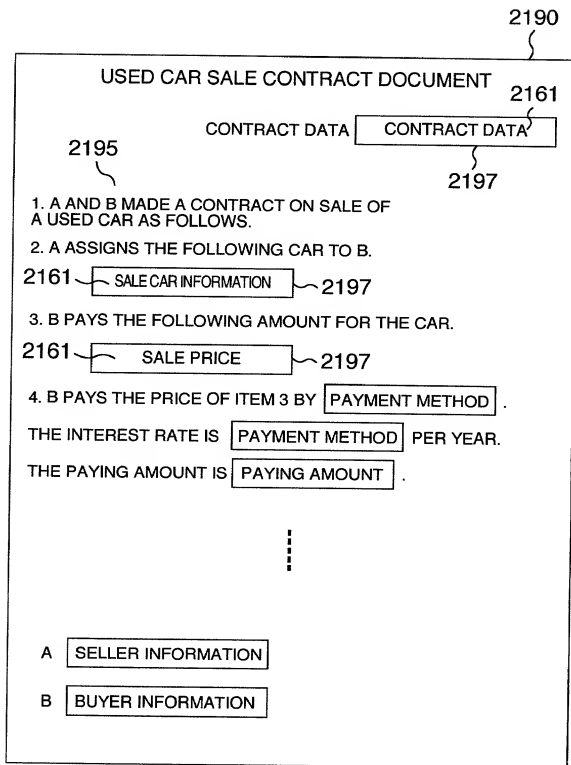 2190
USED CAR SALE CONTRACT DOCUMENT
2161
CONTRACT DATA CONTRACT DATA
2195
2197
1. A AND B MADE A CONTRACT ON SALE OF
A USED CAR AS FOLLOWS.
2. A ASSIGNS THE FOLLOWING CAR TO B.
2161 SALE CAR INFORMATION 2197
3. B PAYS THE FOLLOWING AMOUNT FOR THE CAR.
2161 SALE PRICE 2197
4. B PAYS THE PRICE OF ITEM 3 BY PAYMENT METHOD .
THE INTEREST RATE IS PAYMENT METHOD PER YEAR.
THE PAYING AMOUNT IS PAYING AMOUNT .
A SELLER INFORMATION
B BUYER INFORMATION